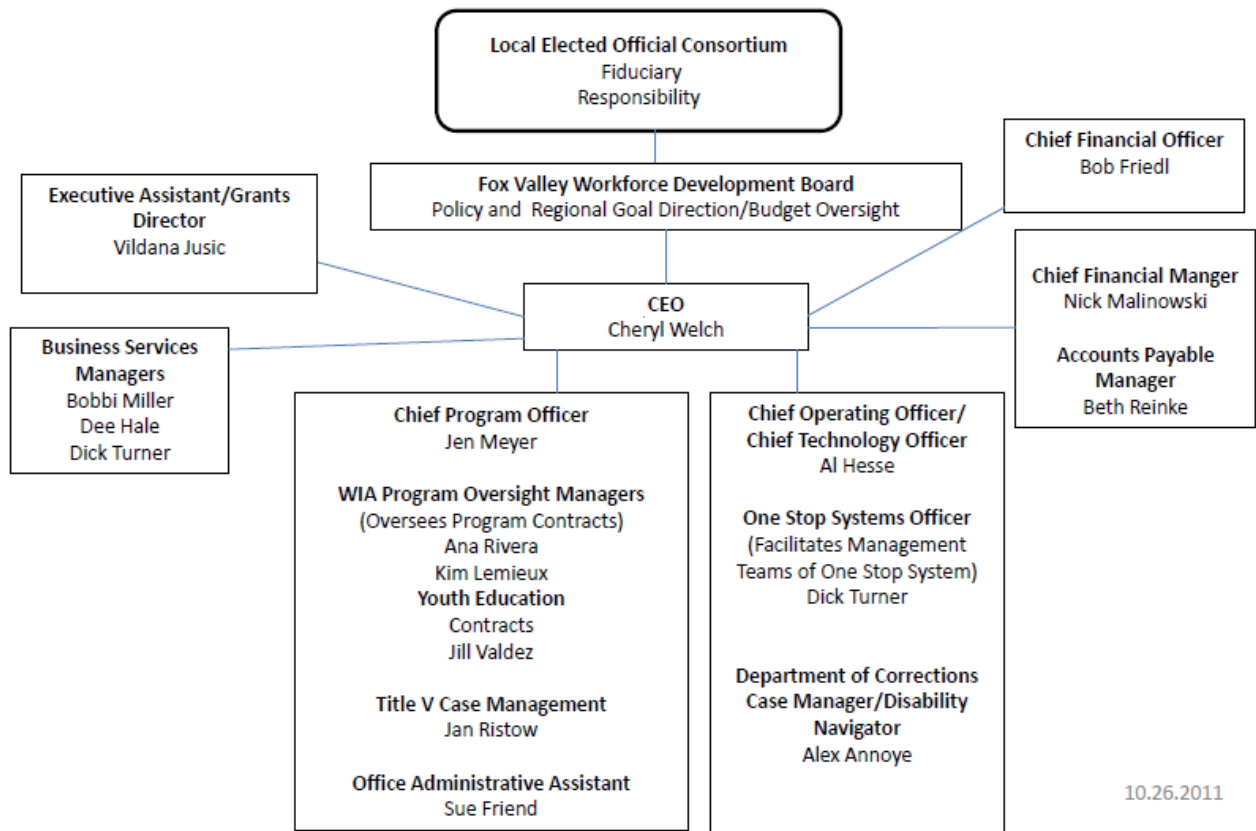 Local Elected Official Consortium
Fiduciary
Responsibility
Chief Financial Officer
Bob Friedl
Fox Valley Workforce Development Board
Policy and Regional Goal Direction/Budget Oversight
Executive Assistant/Grants
Director
Vildana Jusic
Chief Financial Manger
Nick Malinowski
Accounts Payable
Manager
Beth Reinke
CEO
Cheryl Welch
Business Services
Managers
Bobbi Miller
Dee Hale
Dick Turner
Chief Program Officer
Jen Meyer
WIA Program Oversight Managers
(Oversees Program Contracts)
Ana Rivera
Kim Lemieux
Youth Education
Contracts
Jill Valdez
Title V Case Management
Jan Ristow
Office Administrative Assistant
Sue Friend
Chief Operating Officer/
Chief Technology Officer
Al Hesse
One Stop Systems Officer
(Facilitates Management
Teams of One Stop System)
Dick Turner
Department of Corrections
Case Manager/Disability
Navigator
Alex Annoye
10.26.2011